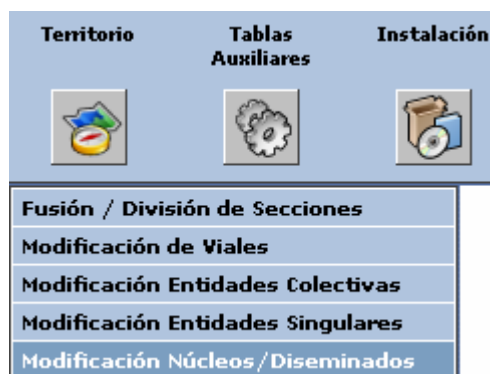 Territorio
Tablas
Auxiliares
Instalación
Fusión / División de Secciones
Modificación de Viales
Modificación Entidades Colectivas
Modificación Entidades Singulares
Modificación Núcleos/Diseminados